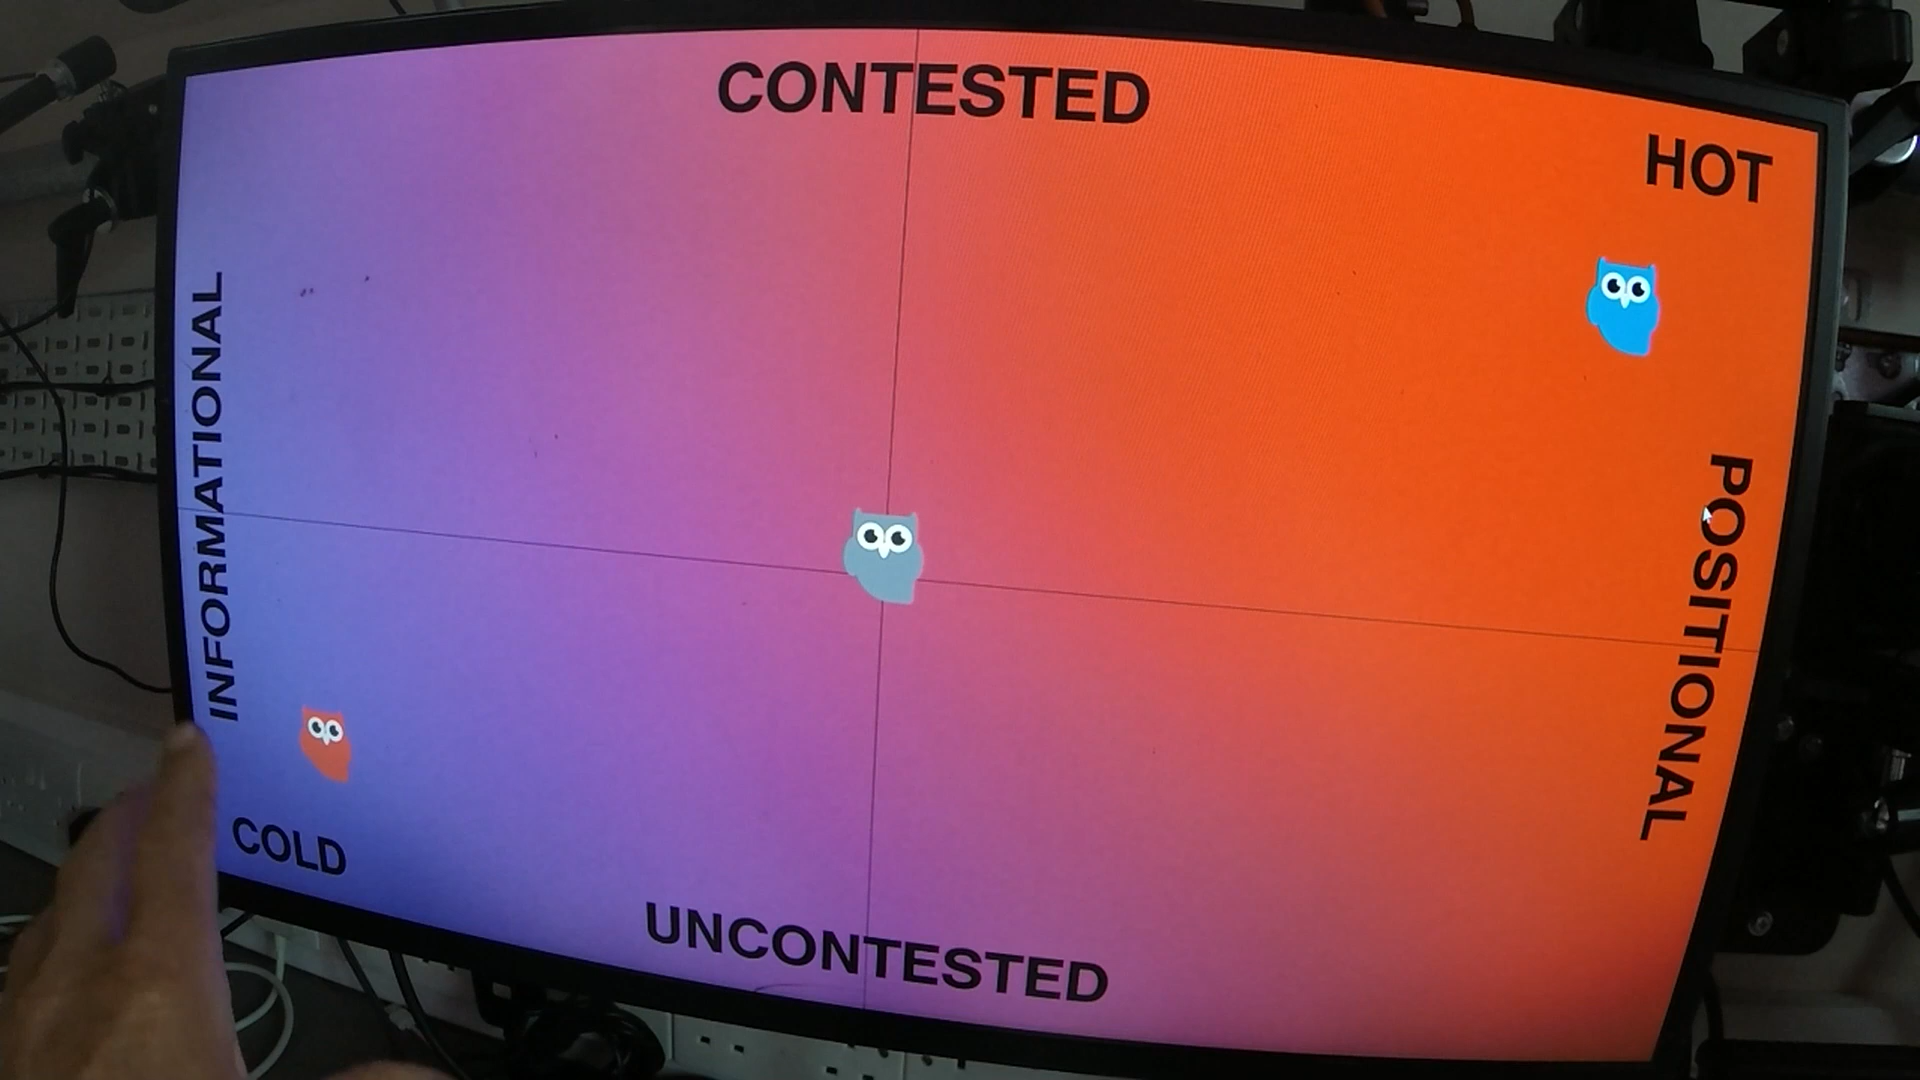 CONTESTED
HOT
INFORMATIONAL
POSITIONAL
COLD
UNCONTESTED